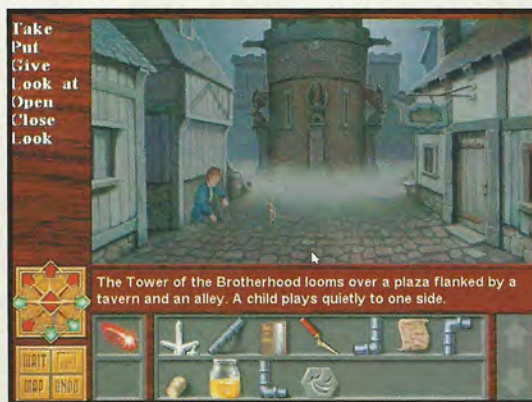 Take
Put
Give
Look at
Open
Close
Look
The Tower of the Brotherhood looms over a plaza flanked by a
tavern and an alley. A child plays quietly to one side.
WAIT
MAP UNDO